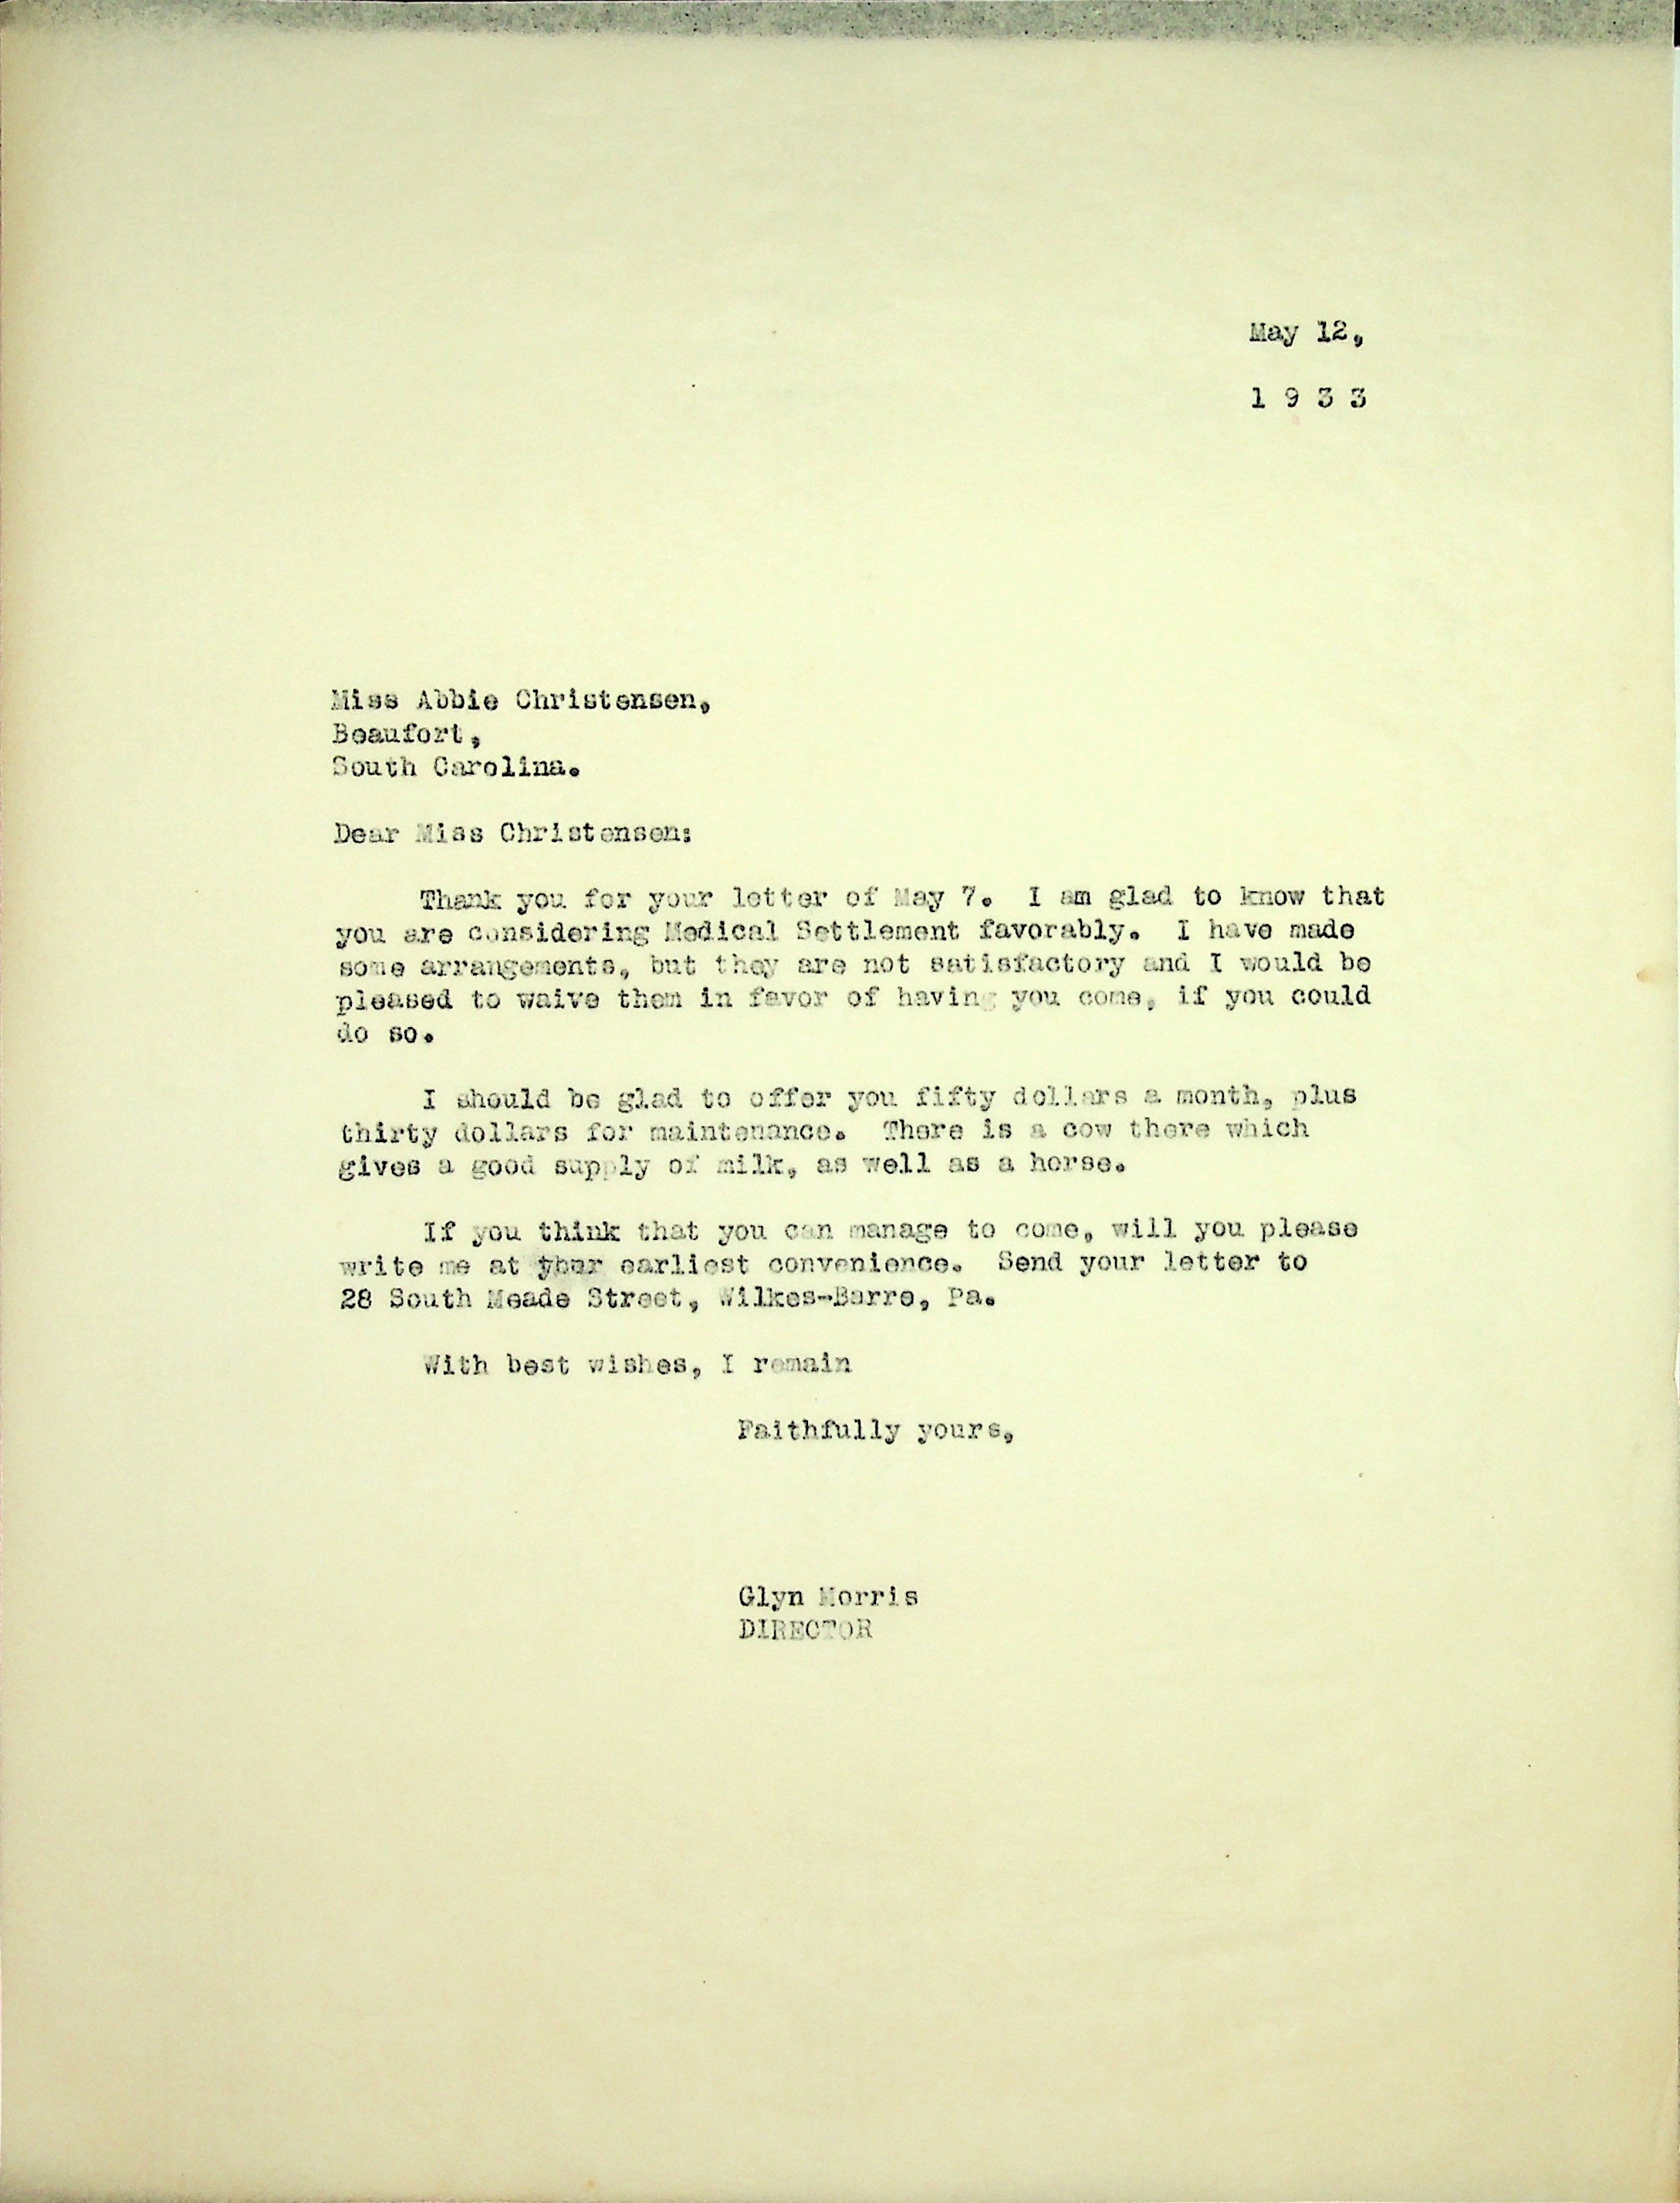 May 12,
1 9 3 3
Miss Abbie Christensen,
Beaufort,
South Carolina.
Dear Miss Christensen:
Thank you for your letter of May 7. I am glad to know that
you are considering Medical Settlement favorably. I have made
some arrangements, but they are not satisfactory and I would be
pleased to waive them in favor of having you come, if you could
do so.
I should be glad to offer you fifty dollars a month, plus
thirty dollars for maintenance. There is a cow there which
gives a good supply of milk, as well as a horse.
If you think that you can manage to come, will you please
write me at your earliest convenience. Send your letter to
28 South Meade Street, Wilkes-Barre, Pa.
With best wishes, I remain
Faithfully yours,
Glyn Morris
DIRECTOR